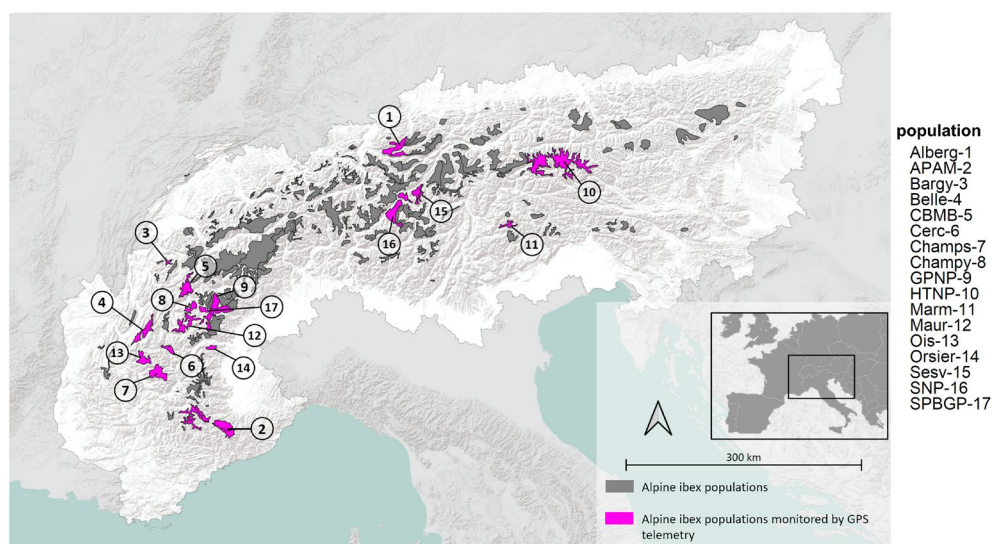 1
10
15
16
11
3
5
9
8
17
4
12
13
6
14
7
2
300 km
Alpine ibex populations
Alpine ibex populations monitored by GPS
telemetry
population
Alberg-1
APAM-2
Bargy-3
Belle-4
CBMB-5
Cerc-6
Champs-7
Champy-8
GPNP-9
HTNP-10
Marm-11
Maur-12
Ois-13
Orsier-14
Sesv-15
SNP-16
SPBGP-17